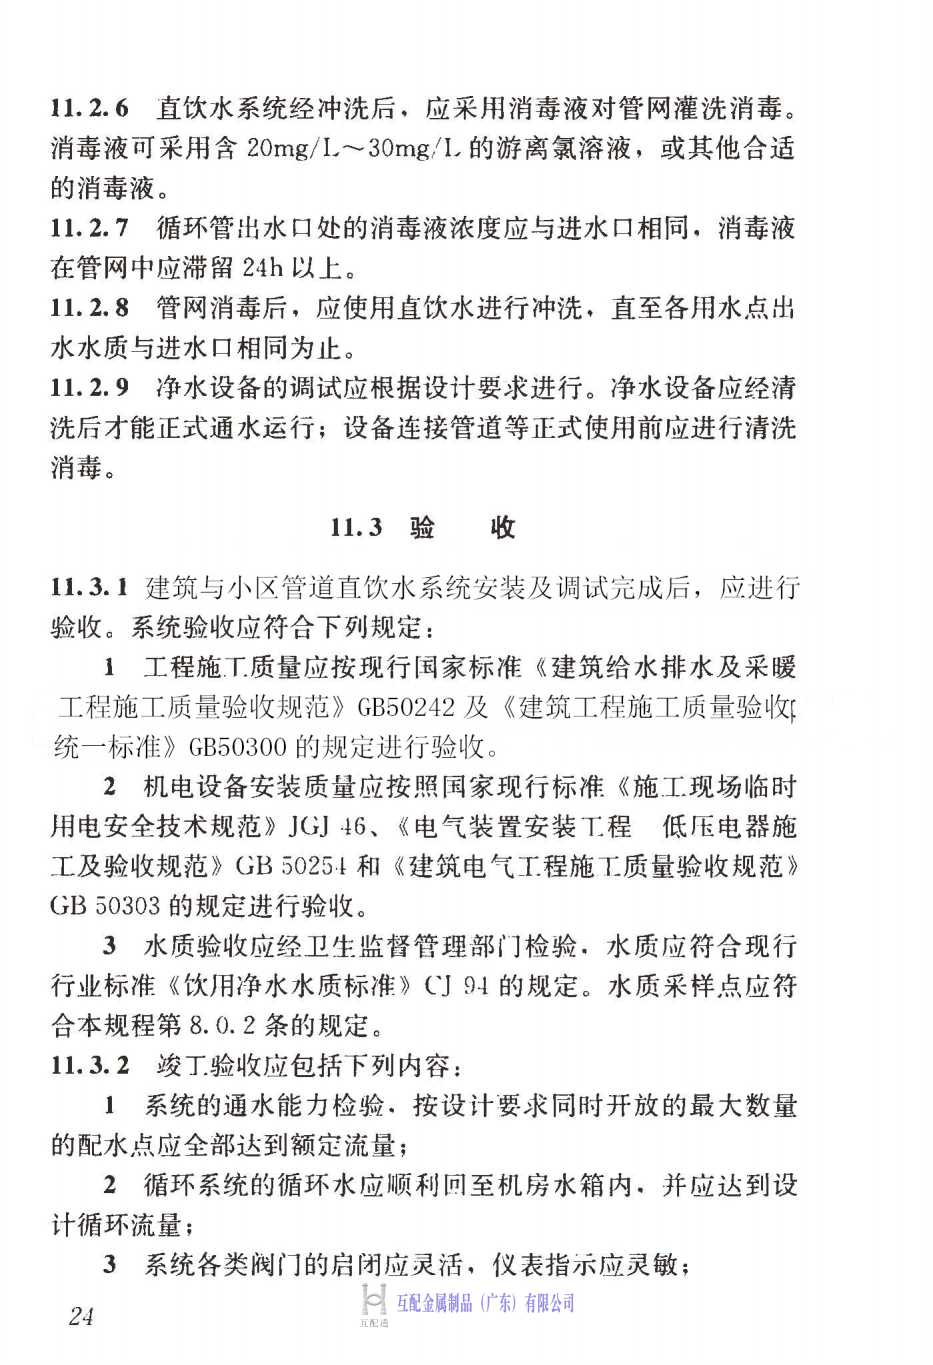 11.2.6 直饮水系统经冲洗后，应采用消毒液对管网灌洗消毒。
消毒液可采用含 20mg/L～30mg/L 的游离氯溶液，或其他合适
的消毒液。
11.2.7 循环管出水口处的消毒液浓度应与进水口相同，消毒液
在管网中应滞留 24h 以上。
11.2.8 管网消毒后，应使用直饮水进行冲洗，直至各用水点出
水水质与进水口相同为止。
11.2.9 净水设备的调试应根据设计要求进行。净水设备应经清
洗后才能正式通水运行；设备连接管道等正式使用前应进行清洗
消毒。
11.3 验 收
11.3.1 建筑与小区管道直饮水系统安装及调试完成后，应进行
验收。系统验收应符合下列规定：
1 工程施工质量应按现行国家标准《建筑给水排水及采暖
工程施工质量验收规范》GB50242 及《建筑工程施工质量验收
统一标准》GB50300 的规定进行验收。
2 机电设备安装质量应按照国家现行标准《施工现场临时
用电安全技术规范》JGJ 46、《电气装置安装工程 低压电器施
工及验收规范》GB 50254 和《建筑电气工程施工质量验收规范》
GB 50303 的规定进行验收。
3 水质验收应经卫生监督管理部门检验，水质应符合现行
行业标准《饮用净水水质标准》CJ 94 的规定。水质采样点应符
合本规程第 8.0.2 条的规定。
11.3.2 竣工验收应包括下列内容：
1 系统的通水能力检验，按设计要求同时开放的最大数量
的配水点应全部达到额定流量；
2 循环系统的循环水应顺利回至机房水箱内，并应达到设
计循环流量；
3 系统各类阀门的启闭应灵活，仪表指示应灵敏；
互配通 互配金属制品（广东）有限公司
24